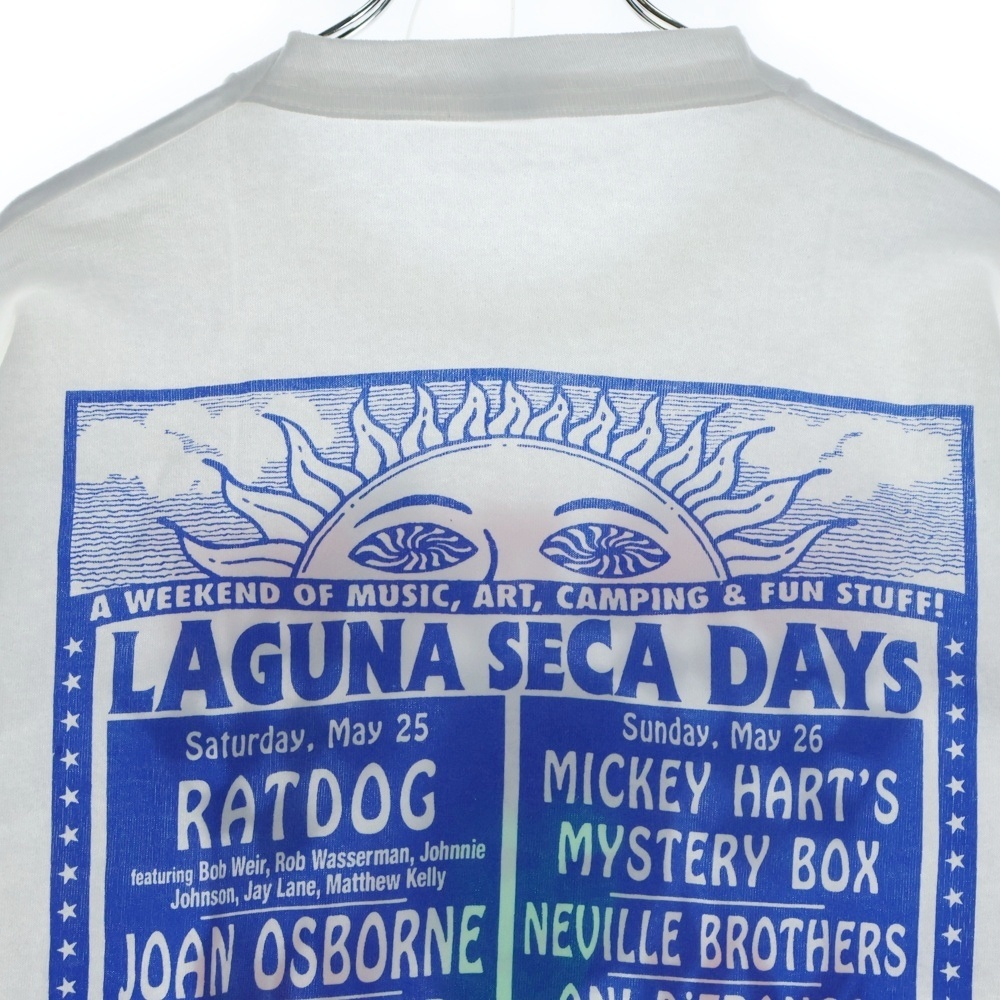 A WEEKEND OF MUSIC, ART, CAMPING & FUN STUFF!
LAGUNA SECA DAYS
Saturday, May 25
RATDOG
featuring Bob Weir, Rob Wasserman, Johnnie
Johnson, Jay Lane, Matthew Kelly
JOAN OSBORNE
Sunday, May 26
MICKEY HART'S
MYSTERY BOX
NEVILLE BROTHERS